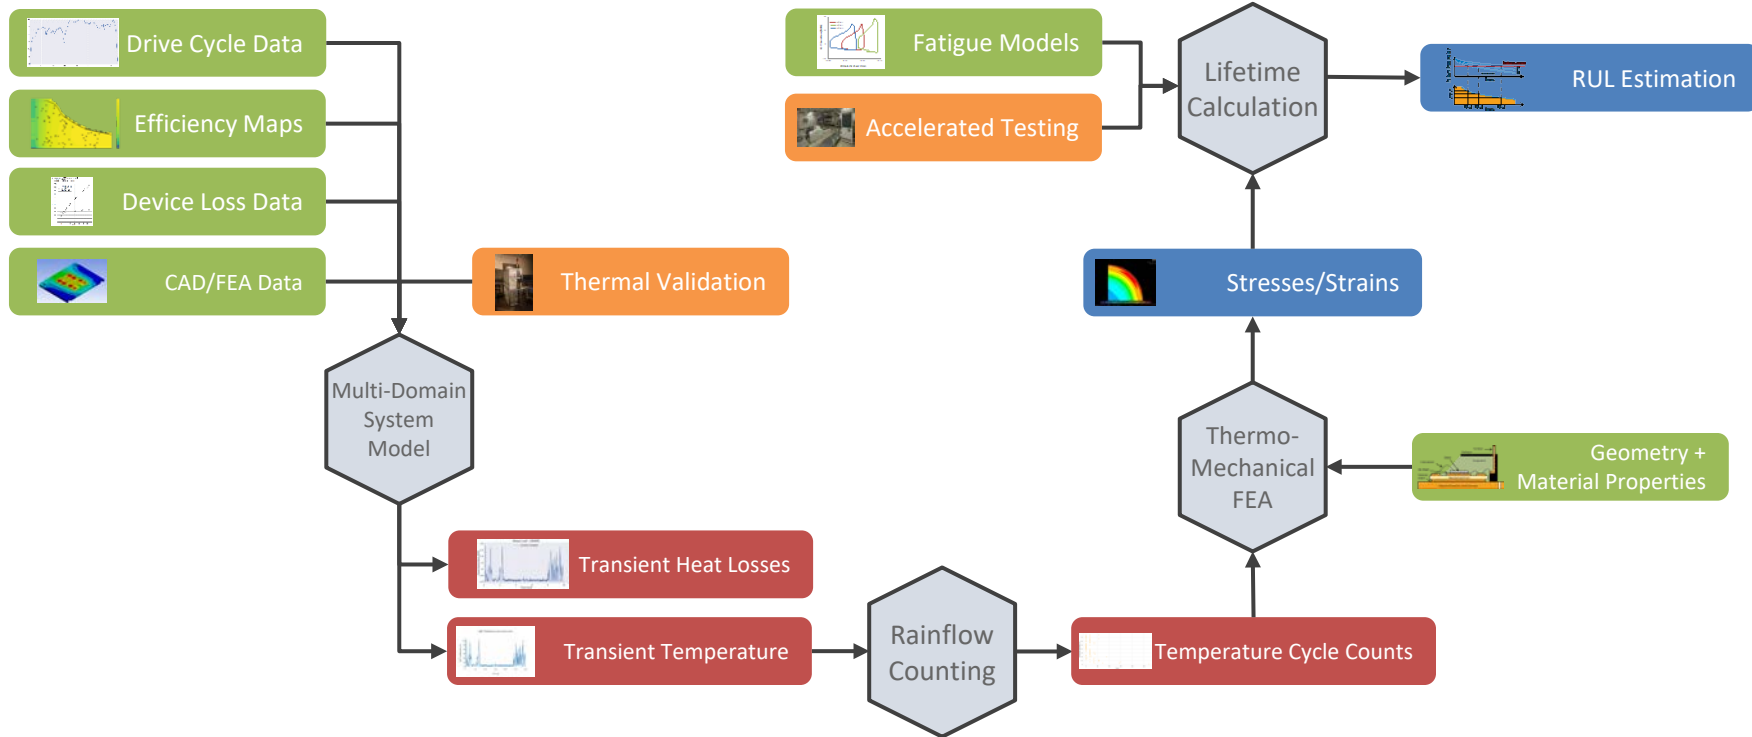 Drive Cycle Data
Efficiency Maps
Device Loss Data
CAD/FEA Data
Thermal Validation
Multi-Domain
System
Model
Transient Heat Losses
Transient Temperature
Rainflow
Counting
Temperature Cycle Counts
Thermo-
Mechanical
FEA
Geometry +
Material Properties
Stresses/Strains
Fatigue Models
Accelerated Testing
Lifetime
Calculation
RUL Estimation